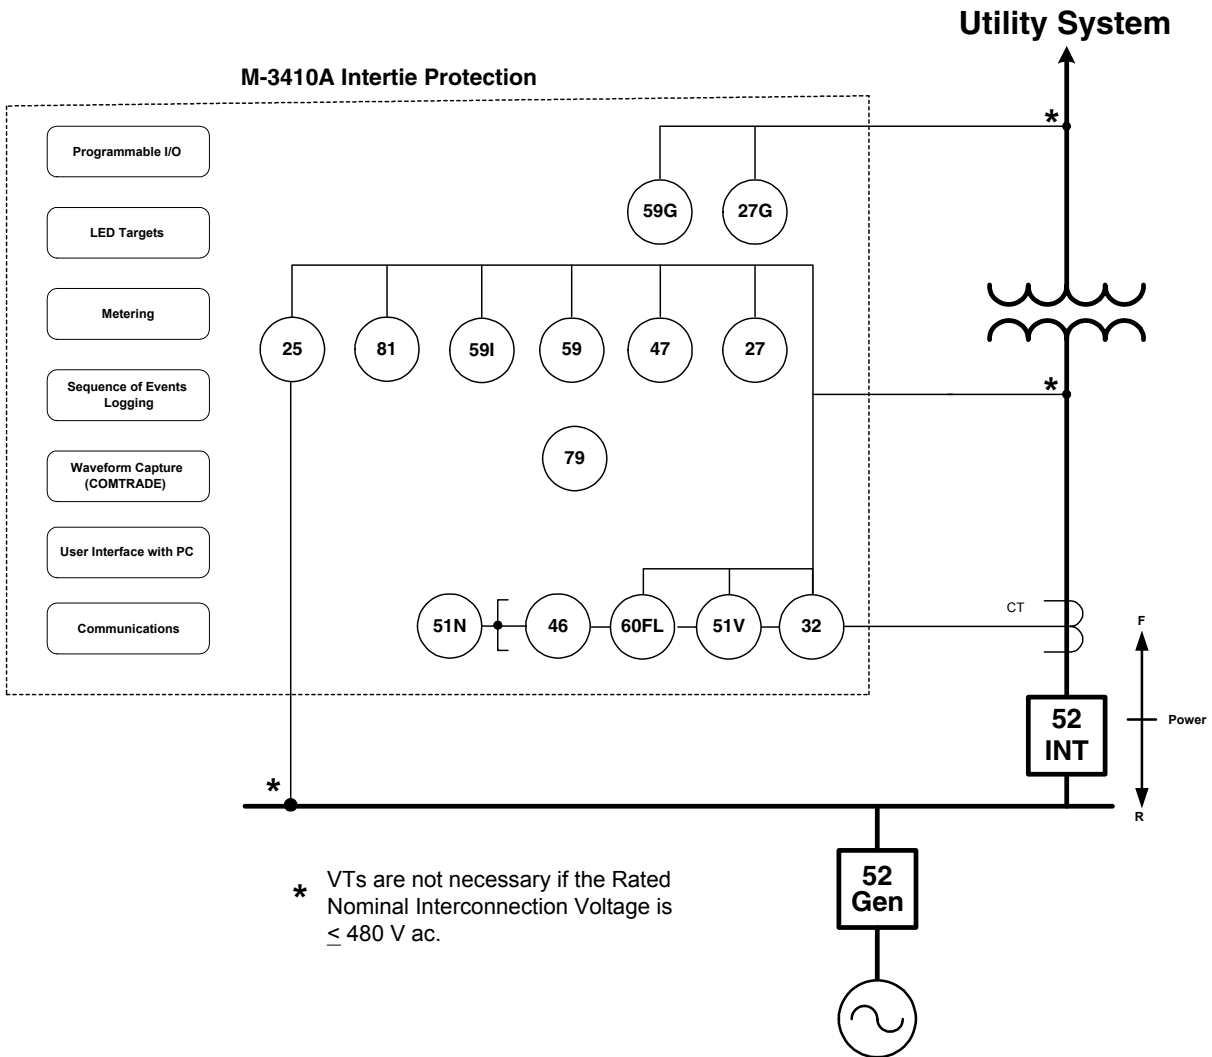 Utility System
M-3410A Intertie Protection
*
Programmable I/O
59G
27G
LED Targets
Metering
25
81
59I
59
47
27
*
Sequence of Events
Logging
79
Waveform Capture
(COMTRADE)
User Interface with PC
Communications
51N
46
60FL
51V
32
CT
F
52
INT
Power
R
*
52
Gen
* VTs are not necessary if the Rated
Nominal Interconnection Voltage is
≤ 480 V ac.